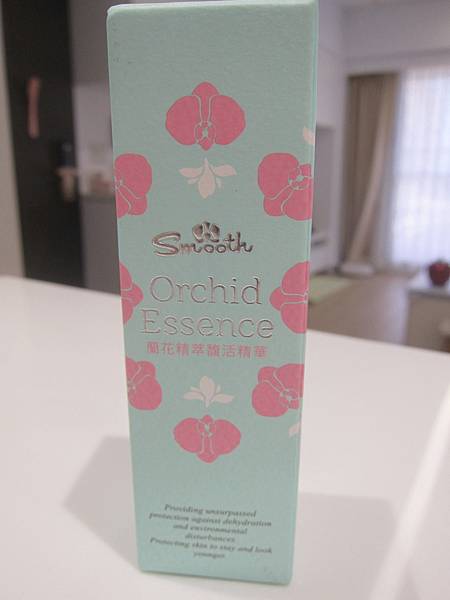 Smooth
Orchid
Essence
蘭花精萃馥活精華
Providing unsurpassed
protection against dehydration
and environmental
disturbances
Protecting skin to stay and look
younger